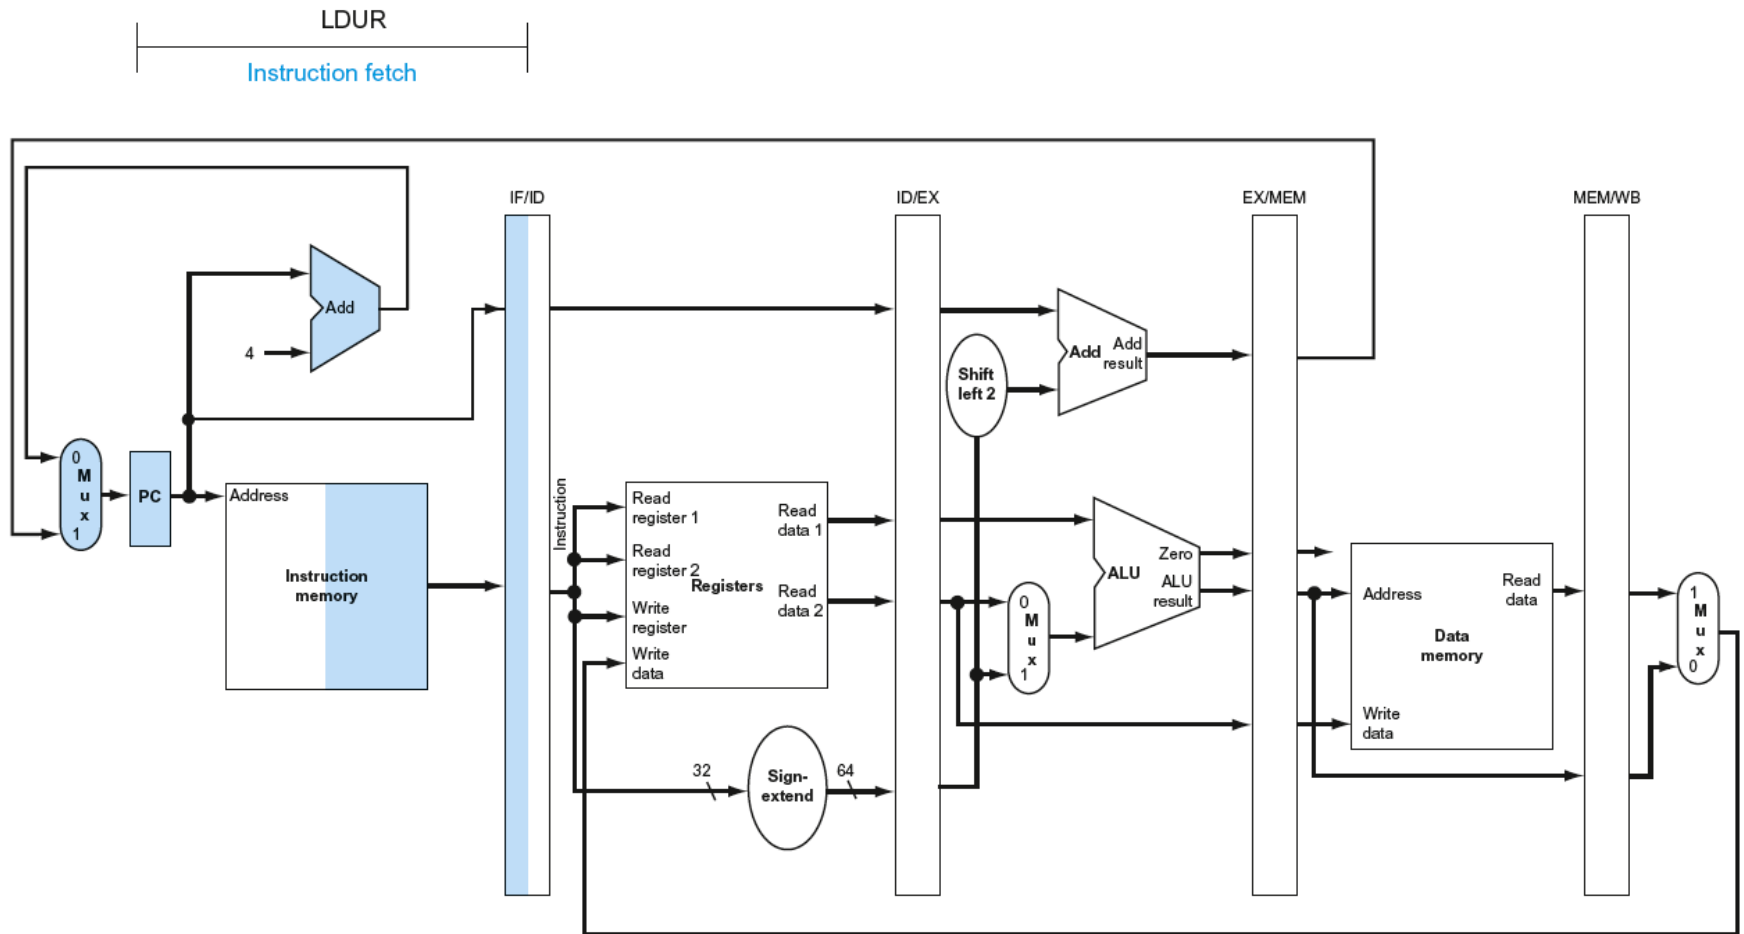 LDUR
Instruction fetch
IF/ID
ID/EX
EX/MEM
MEM/WB
Add
4
Shift
left 2
Add
Add
result
0
M
u
x
1
PC
Address
Instruction
memory
Instruction
Read
register 1
Read
register 2
Write
register
Write
data
Registers
Read
data 1
Read
data 2
0
M
u
x
1
ALU
Zero
ALU
result
Address
Read
data
Data
memory
Write
data
1
M
u
x
0
32
Sign-
extend
64